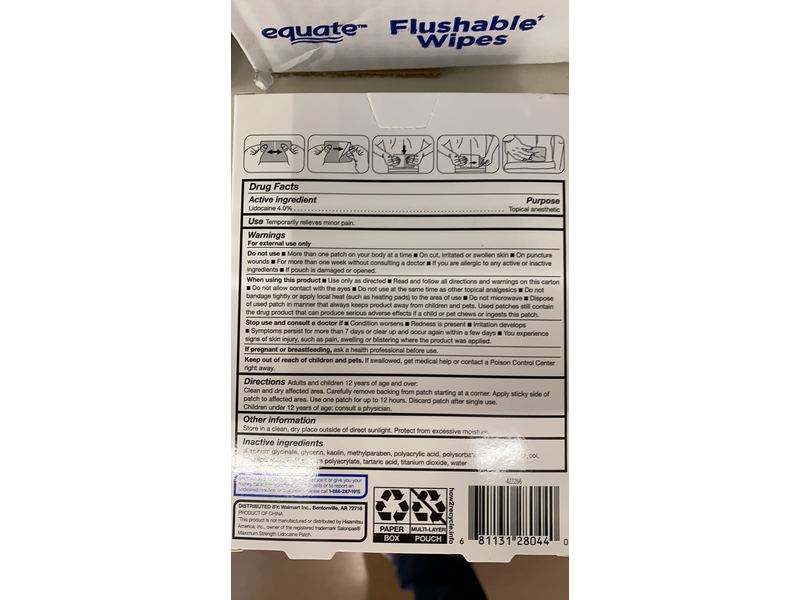 equate™ Flushable†
Wipes
Drug Facts
Active ingredient Purpose
Lidocaine 4.0% Topical anesthetic
Use Temporarily relieves minor pain.
Warnings
For external use only
Do not use ■ More than one patch on your body at a time ■ On cut, irritated or swollen skin ■ On puncture
wounds ■ For more than one week without consulting a doctor ■ If you are allergic to any active or inactive
ingredients ■ If pouch is damaged or opened.
When using this product ■ Use only as directed ■ Read and follow all directions and warnings on this carton
■ Do not allow contact with the eyes ■ Do not use at the same time as other topical analgesics ■ Do not
bandage tightly or apply local heat (such as heating pads) to the area of use ■ Do not microwave ■ Dispose
of used patch in manner that always keeps product away from children and pets. Used patches still contain
the drug product that can produce serious adverse effects if a child or pet chews or ingests this patch.
Stop use and consult a doctor if ■ Condition worsens ■ Redness is present ■ Irritation develops
■ Symptoms persist for more than 7 days or clear up and occur again within a few days ■ You experience
signs of skin injury, such as pain, swelling or blistering where the product was applied.
If pregnant or breastfeeding, ask a health professional before use.
Keep out of reach of children and pets. If swallowed, get medical help or contact a Poison Control Center
right away.
Directions Adults and children 12 years of age and over:
Clean and dry affected area. Carefully remove backing from patch starting at a corner. Apply sticky side of
patch to affected area. Use one patch for up to 12 hours. Discard patch after single use.
Children under 12 years of age: consult a physician.
Other information
Store in a clean, dry place outside of direct sunlight. Protect from excessive moisture.
Inactive ingredients
glycinate, glycerin, kaolin, methylparaben, polyacrylic acid,
polyacrylate, tartaric acid, titanium dioxide, water
or to report an
please call 1-888-287-1915
DISTRIBUTED BY: Walmart Inc., Bentonville, AR 72716
PRODUCT OF CHINA
*This product is not manufactured or distributed by Hisamitsu
America, Inc., owner of the registered trademark Salonpas®
Maximum Strength Lidocaine Patch.
PAPER
BOX
MULTI-LAYER
POUCH
how2recycle.info
422266
6 81131 28044 0